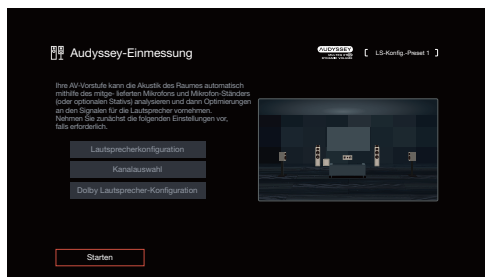 Audyssey-Einmessung
AUDYSSEY
LS-Konfig.-Preset 1
Ihre AV-Vorstufe kann die Akustik des Raumes automatisch
mithilfe des mitge- lieferten Mikrofons und Mikrofon-Ständers
(oder optionalen Stativs) analysieren und dann Optimierungen
an den Signalen für die Lautsprecher vornehmen.
Nehmen Sie zunächst die folgenden Einstellungen vor,
falls erforderlich.
Lautsprecherkonfiguration
Kanalauswahl
Dolby Lautsprecher-Konfiguration
Starten